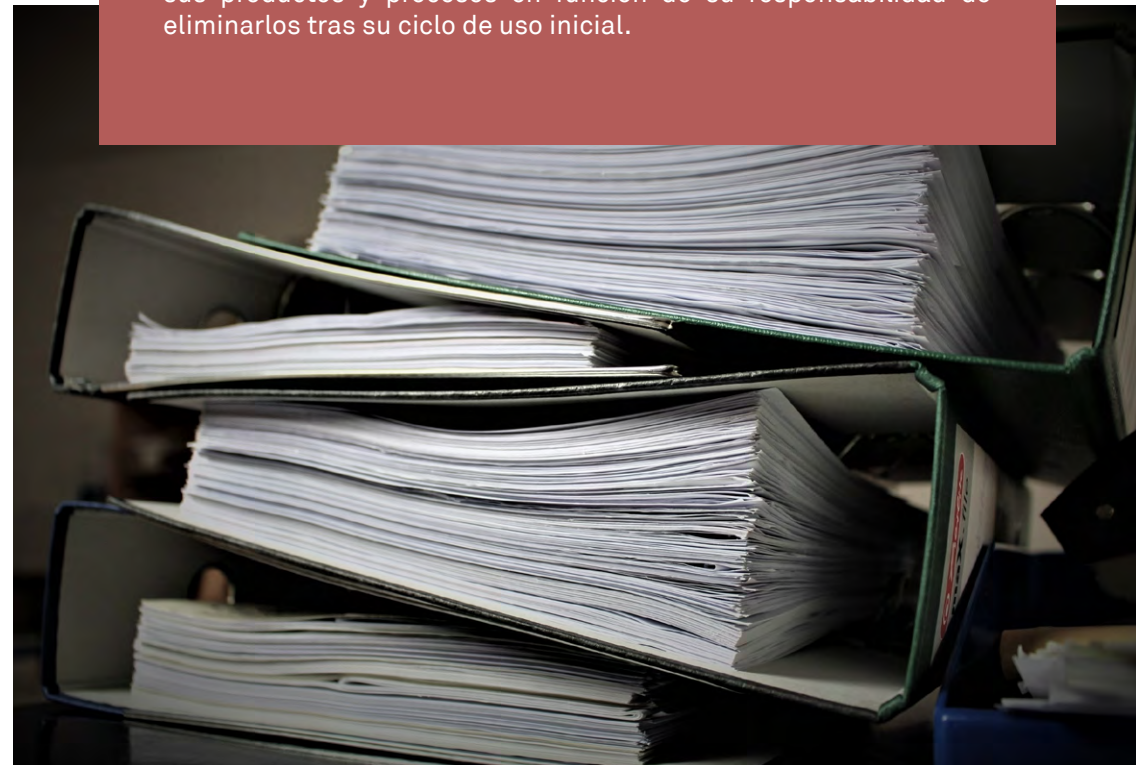 sus productos y procesos en función de su responsabilidad de
eliminarlos tras su ciclo de uso inicial.